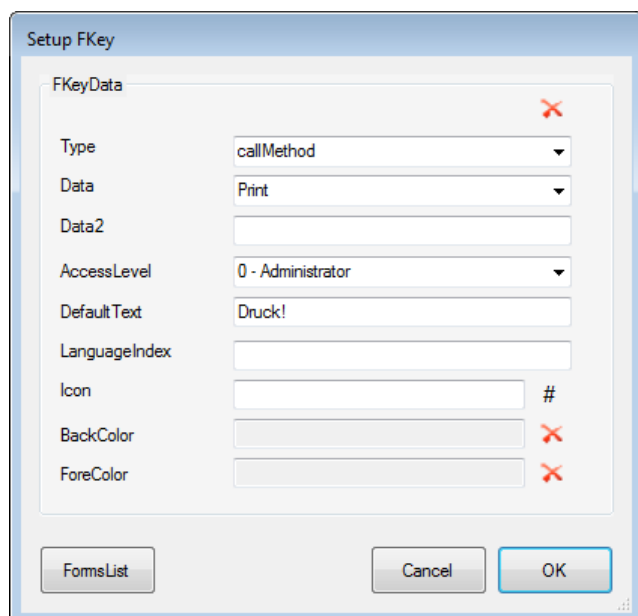 Setup FKey
FKeyData
Type callMethod
Data Print
Data2
AccessLevel 0 - Administrator
DefaultText Druck!
LanguageIndex
Icon #
BackColor
ForeColor
FormsList Cancel OK